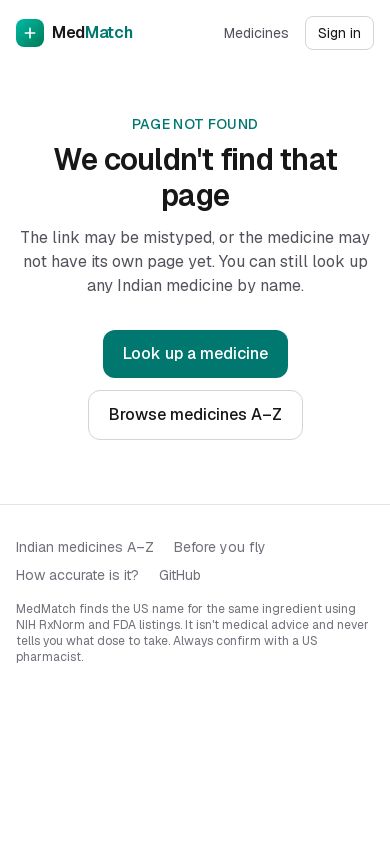 MedMatch
Medicines
Sign in
PAGE NOT FOUND
We couldn't find that
page
The link may be mistyped, or the medicine may
not have its own page yet. You can still look up
any Indian medicine by name.
Look up a medicine
Browse medicines A–Z
Indian medicines A–Z
Before you fly
How accurate is it?
GitHub
MedMatch finds the US name for the same ingredient using
NIH RxNorm and FDA listings. It isn't medical advice and never
tells you what dose to take. Always confirm with a US
pharmacist.